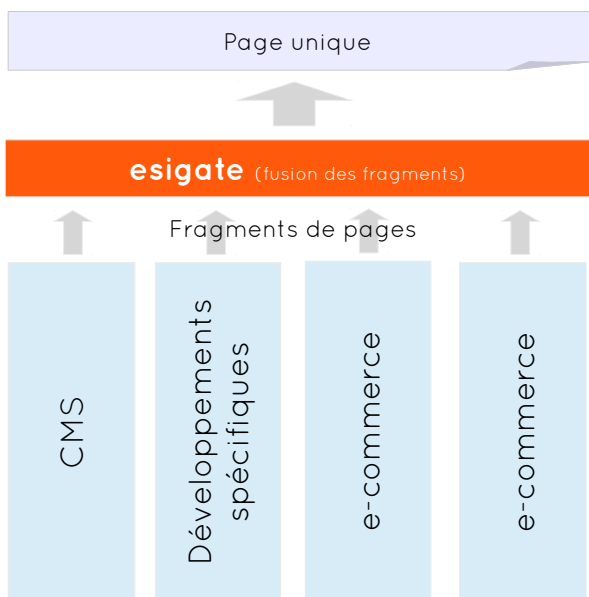 Page unique
esigate (fusion des fragments)
Fragments de pages
CMS
Développements
spécifiques
e-commerce
e-commerce